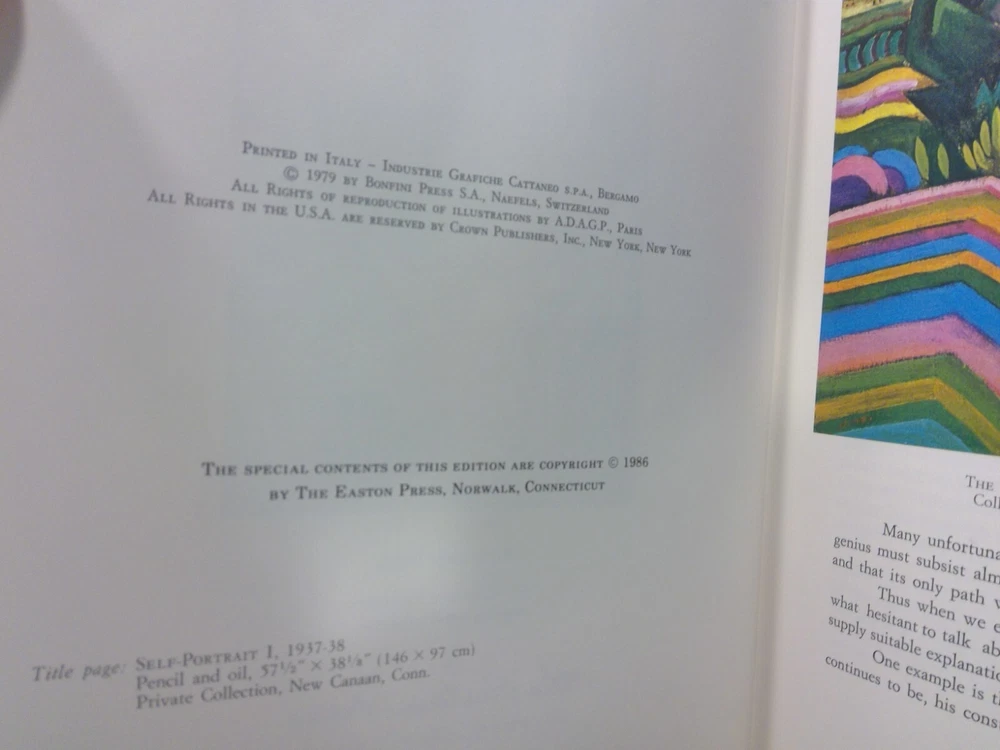 PRINTED IN ITALY – INDUSTRIE GRAFICHE CATTANEO S.P.A., BERGAMO
© 1979 BY BONFINI PRESS S.A., NAEFELS, SWITZERLAND
ALL RIGHTS OF REPRODUCTION OF ILLUSTRATIONS BY A.D.A.G.P., PARIS
ALL RIGHTS IN THE U.S.A. ARE RESERVED BY CROWN PUBLISHERS, INC., NEW YORK, NEW YORK
THE SPECIAL CONTENTS OF THIS EDITION ARE COPYRIGHT © 1986
BY THE EASTON PRESS, NORWALK, CONNECTICUT
Title page: SELF-PORTRAIT I, 1937-38
Pencil and oil, 57½" × 38⅛" (146 × 97 cm)
Private Collection, New Canaan, Conn.
THE
Coll
Many unfortuna
genius must subsist alm
and that its only path
Thus when we e
what hesitant to talk ab
supply suitable explanatio
One example is th
continues to be, his cons